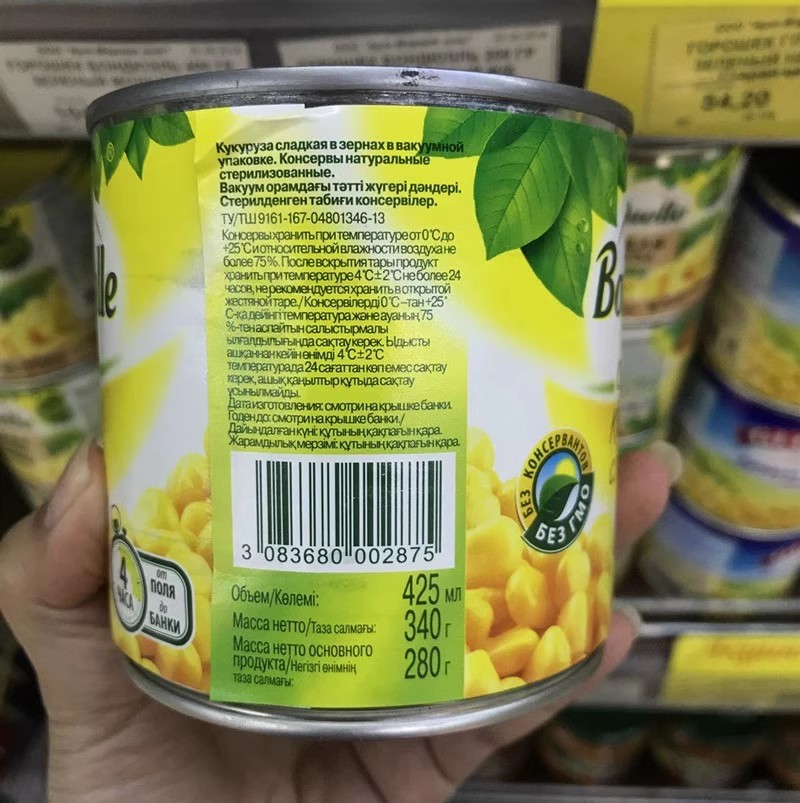 ГОРОШЕК
84,20
Кукуруза сладкая в зернах в вакуумной
упаковке. Консервы натуральные
стерилизованные.
Вакуум орамдағы тәтті жүгері дәндері.
Стерилденген табиғи консервілер.
ТУ/ТШ 9161-167-04801346-13
Консервы хранить при температуре от 0˚C до
+25˚C и относительной влажности воздуха не
более 75%. После вскрытия тары продукт
хранить при температуре 4˚C±2˚C не более 24
часов, не рекомендуется хранить в открытой
жестяной таре./Консервілерді 0˚C –тан +25˚
С-қа дейінгі температура және ауаның 75
%-тен аспайтын салыстырмалы
ылғалдылығында сақтау керек. Ыдысты
ашқаннан кейін өнімді 4˚C±2˚C
температурада 24 сағаттан көп емес сақтау
керек, ашық қаңылтыр құтыда сақтау
ұсынылмайды.
Дата изготовления: смотри на крышке банки.
Годен до: смотри на крышке банки./
Дайындалған күні: құтының қақпағын қара.
Жарамдылық мерзімі: құтының қақпағын қара.
3 083680 002875
Объем/Көлемі: 425 мл
Масса нетто/Таза салмағы: 340 г
Масса нетто основного
продукта/Негізгі өнімнің 280 г
таза салмағы:
4
ЧАСА
от
ПОЛЯ
до
БАНКИ
БЕЗ КОНСЕРВАНТОВ
БЕЗ ГМО